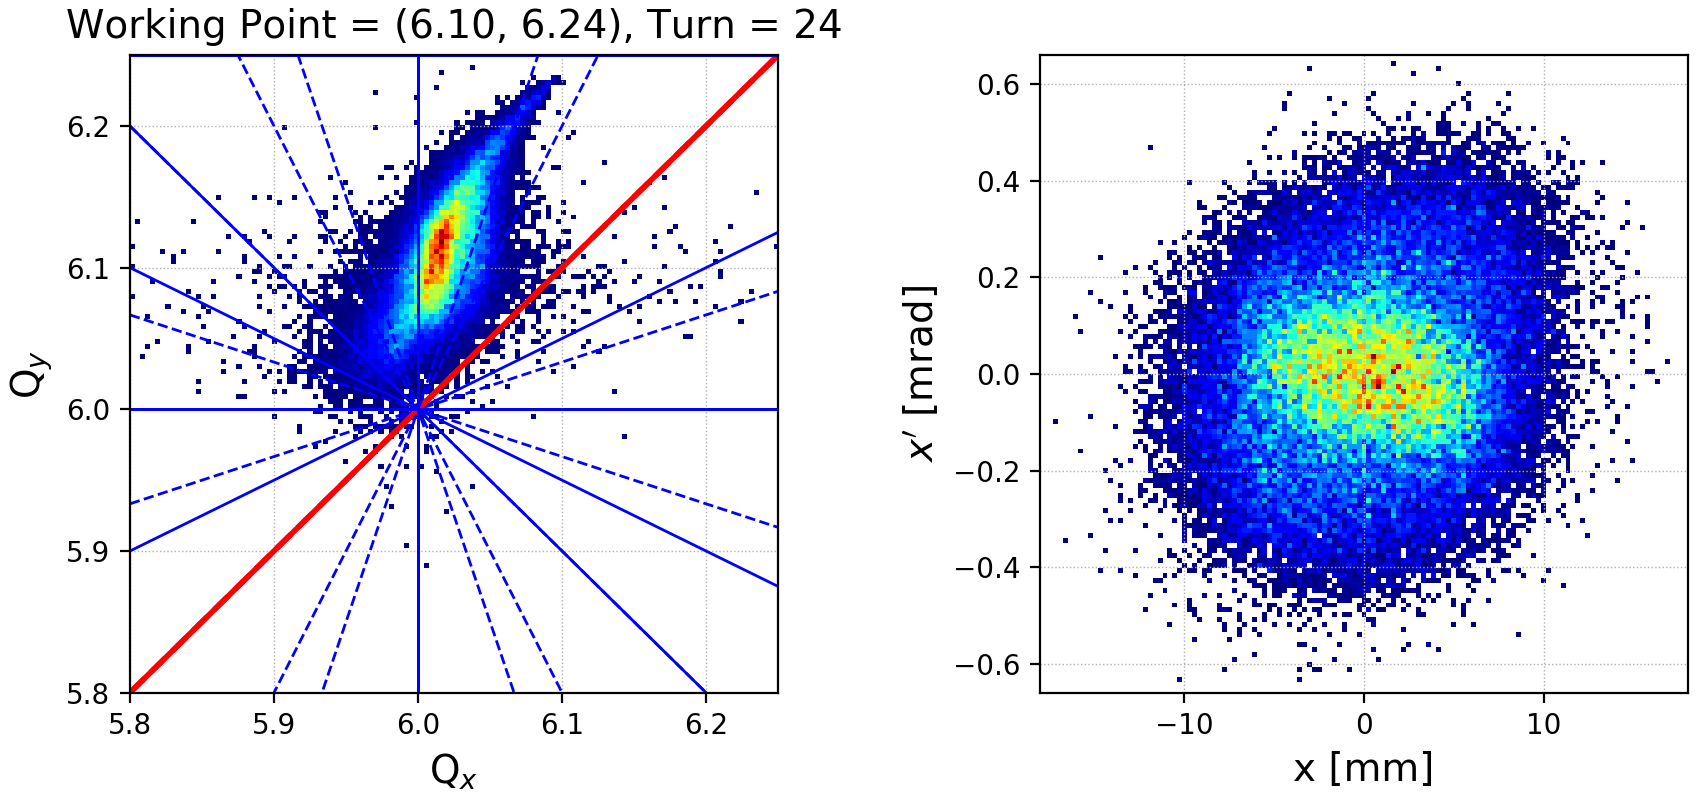 Working Point = (6.10, 6.24), Turn = 24
6.2
6.1
6.0
5.9
5.8
Qy
5.8 5.9 6.0 6.1 6.2
Qx
0.6
0.4
0.2
0.0
−0.2
−0.4
−0.6
x′ [mrad]
−10 0 10
x [mm]